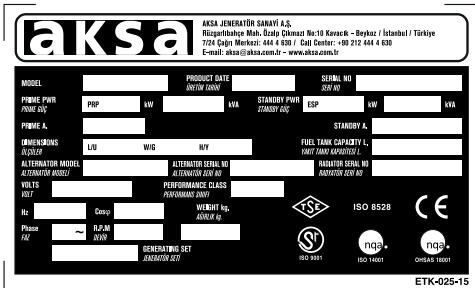 aksa
AKSA JENERATÖR SANAYİ A.Ş.
Rüzgarlıbahçe Mah. Özalp Çıkmazı No:10 Kavacık - Beykoz / İstanbul / Türkiye
7/24 Çağrı Merkezi: 444 4 630 / Call Center: +90 212 444 4 630
E-mail: aksa@aksa.com.tr - www.aksa.com.tr
MODEL PRODUCT DATE SERIAL NO
ÜRETİM TARİHİ SERI NO
PRIME PWR PRP kW kVA STANDBY PWR ESP kW kVA
PRIME GÜÇ STANDBY GÜÇ
PRIME A. STANDBY A.
DIMENSIONS L/U W/G H/Y FUEL TANK CAPACITY L.
ÖLÇÜLER YAKIT TANKI KAPASİTESİ L.
ALTERNATOR MODEL ALTERNATOR SERIAL NO RADIATOR SERIAL NO
ALTERNATÖR MODELİ ALTERNATÖR SERİ NO RADYATÖR SERİ NO
VOLTS PERFORMANCE CLASS
VOLT PERFORMANS SINIFI
Hz Cosφ WEIGHT kg.
AĞIRLIK kg.
Phase ~ R.P.M
FAZ DEVİR
GENERATING SET
JENERATÖR SETİ
TSE ISO 8528 CE
ISO 9001
nqa.
ISO 14001
nqa.
OHSAS 18001
ETK-025-15